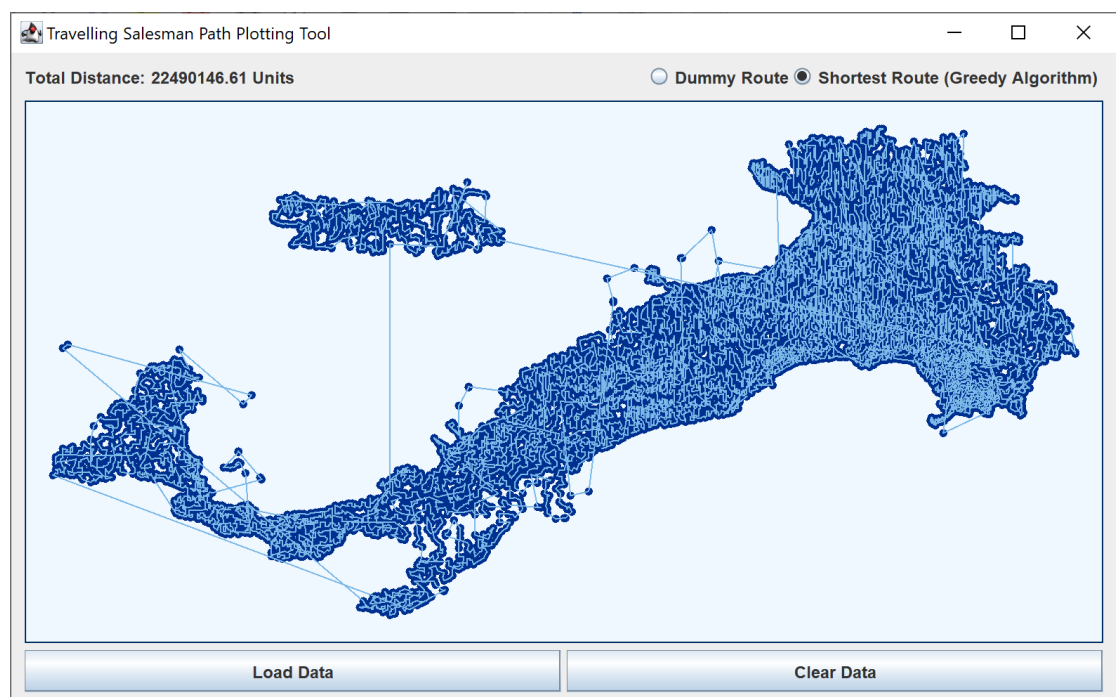 Travelling Salesman Path Plotting Tool
Total Distance: 22490146.61 Units
Dummy Route
Shortest Route (Greedy Algorithm)
Load Data
Clear Data